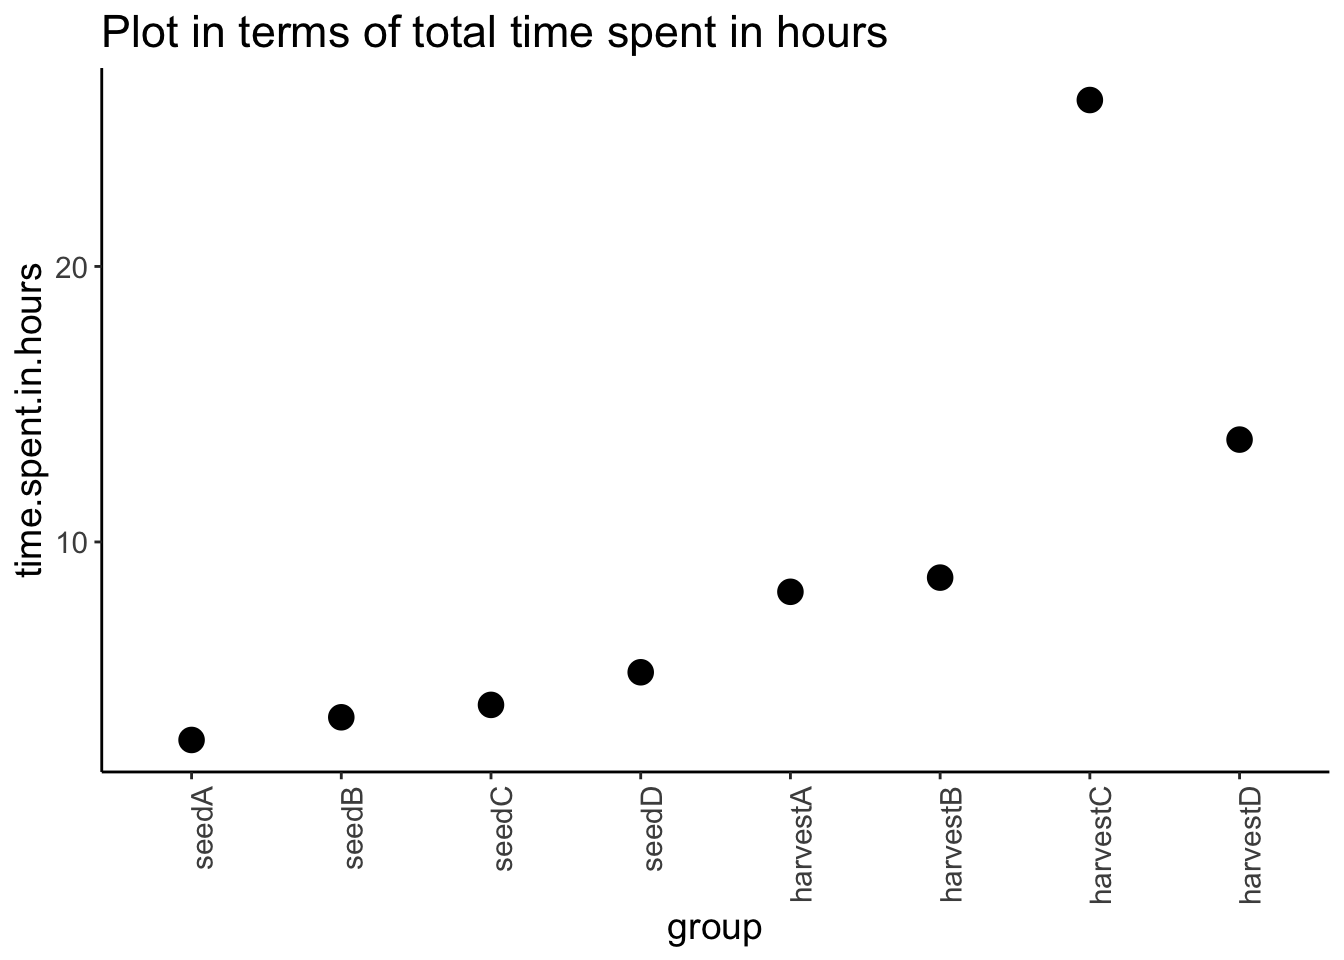 Plot in terms of total time spent in hours
time.spent.in.hours
20
10
seedA
seedB
seedC
seedD
harvestA
harvestB
harvestC
harvestD
group